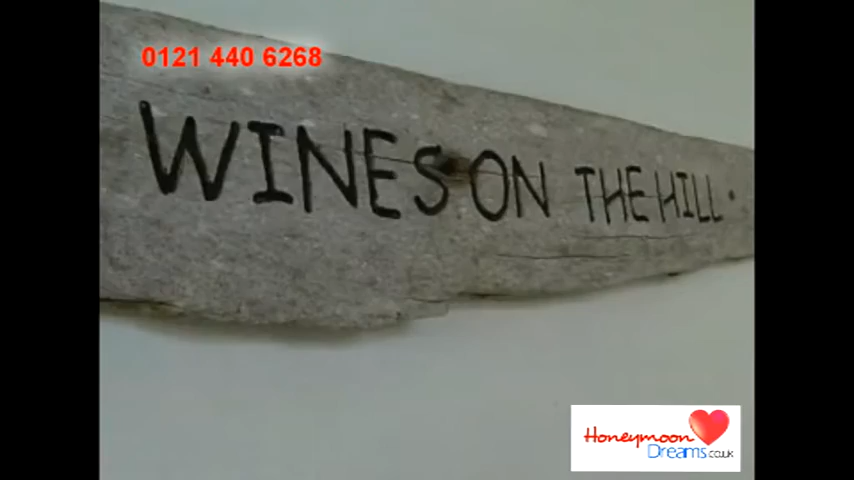 0121 440 6268
WINES ON THE HILL.
Honeymoon
Dreams.co.uk